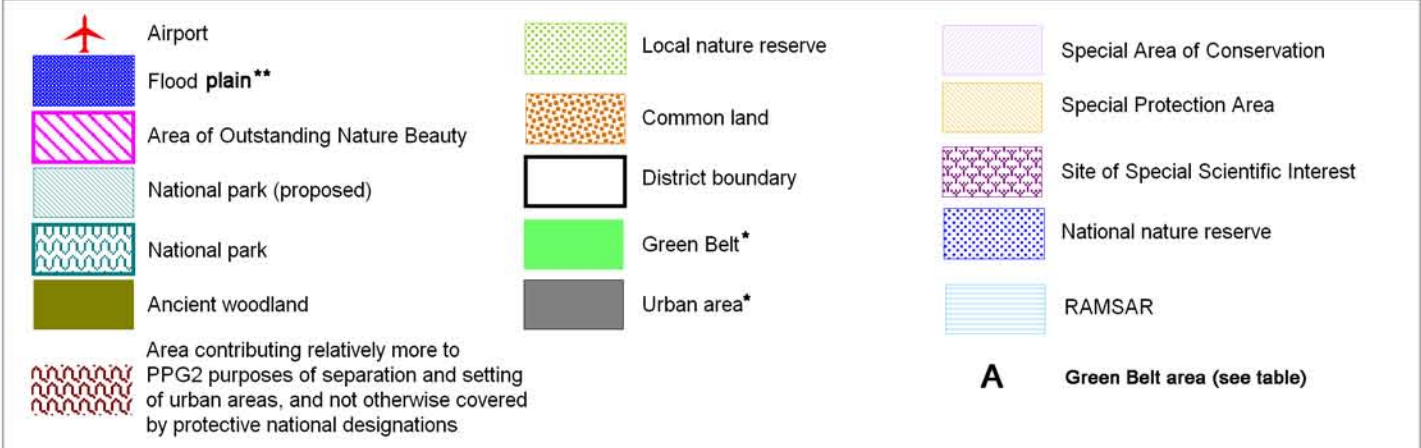 Airport
Flood plain**
Area of Outstanding Nature Beauty
National park (proposed)
National park
Ancient woodland
Area contributing relatively more to
PPG2 purposes of separation and setting
of urban areas, and not otherwise covered
by protective national designations
Local nature reserve
Common land
District boundary
Green Belt*
Urban area*
Special Area of Conservation
Special Protection Area
Site of Special Scientific Interest
National nature reserve
RAMSAR
A Green Belt area (see table)